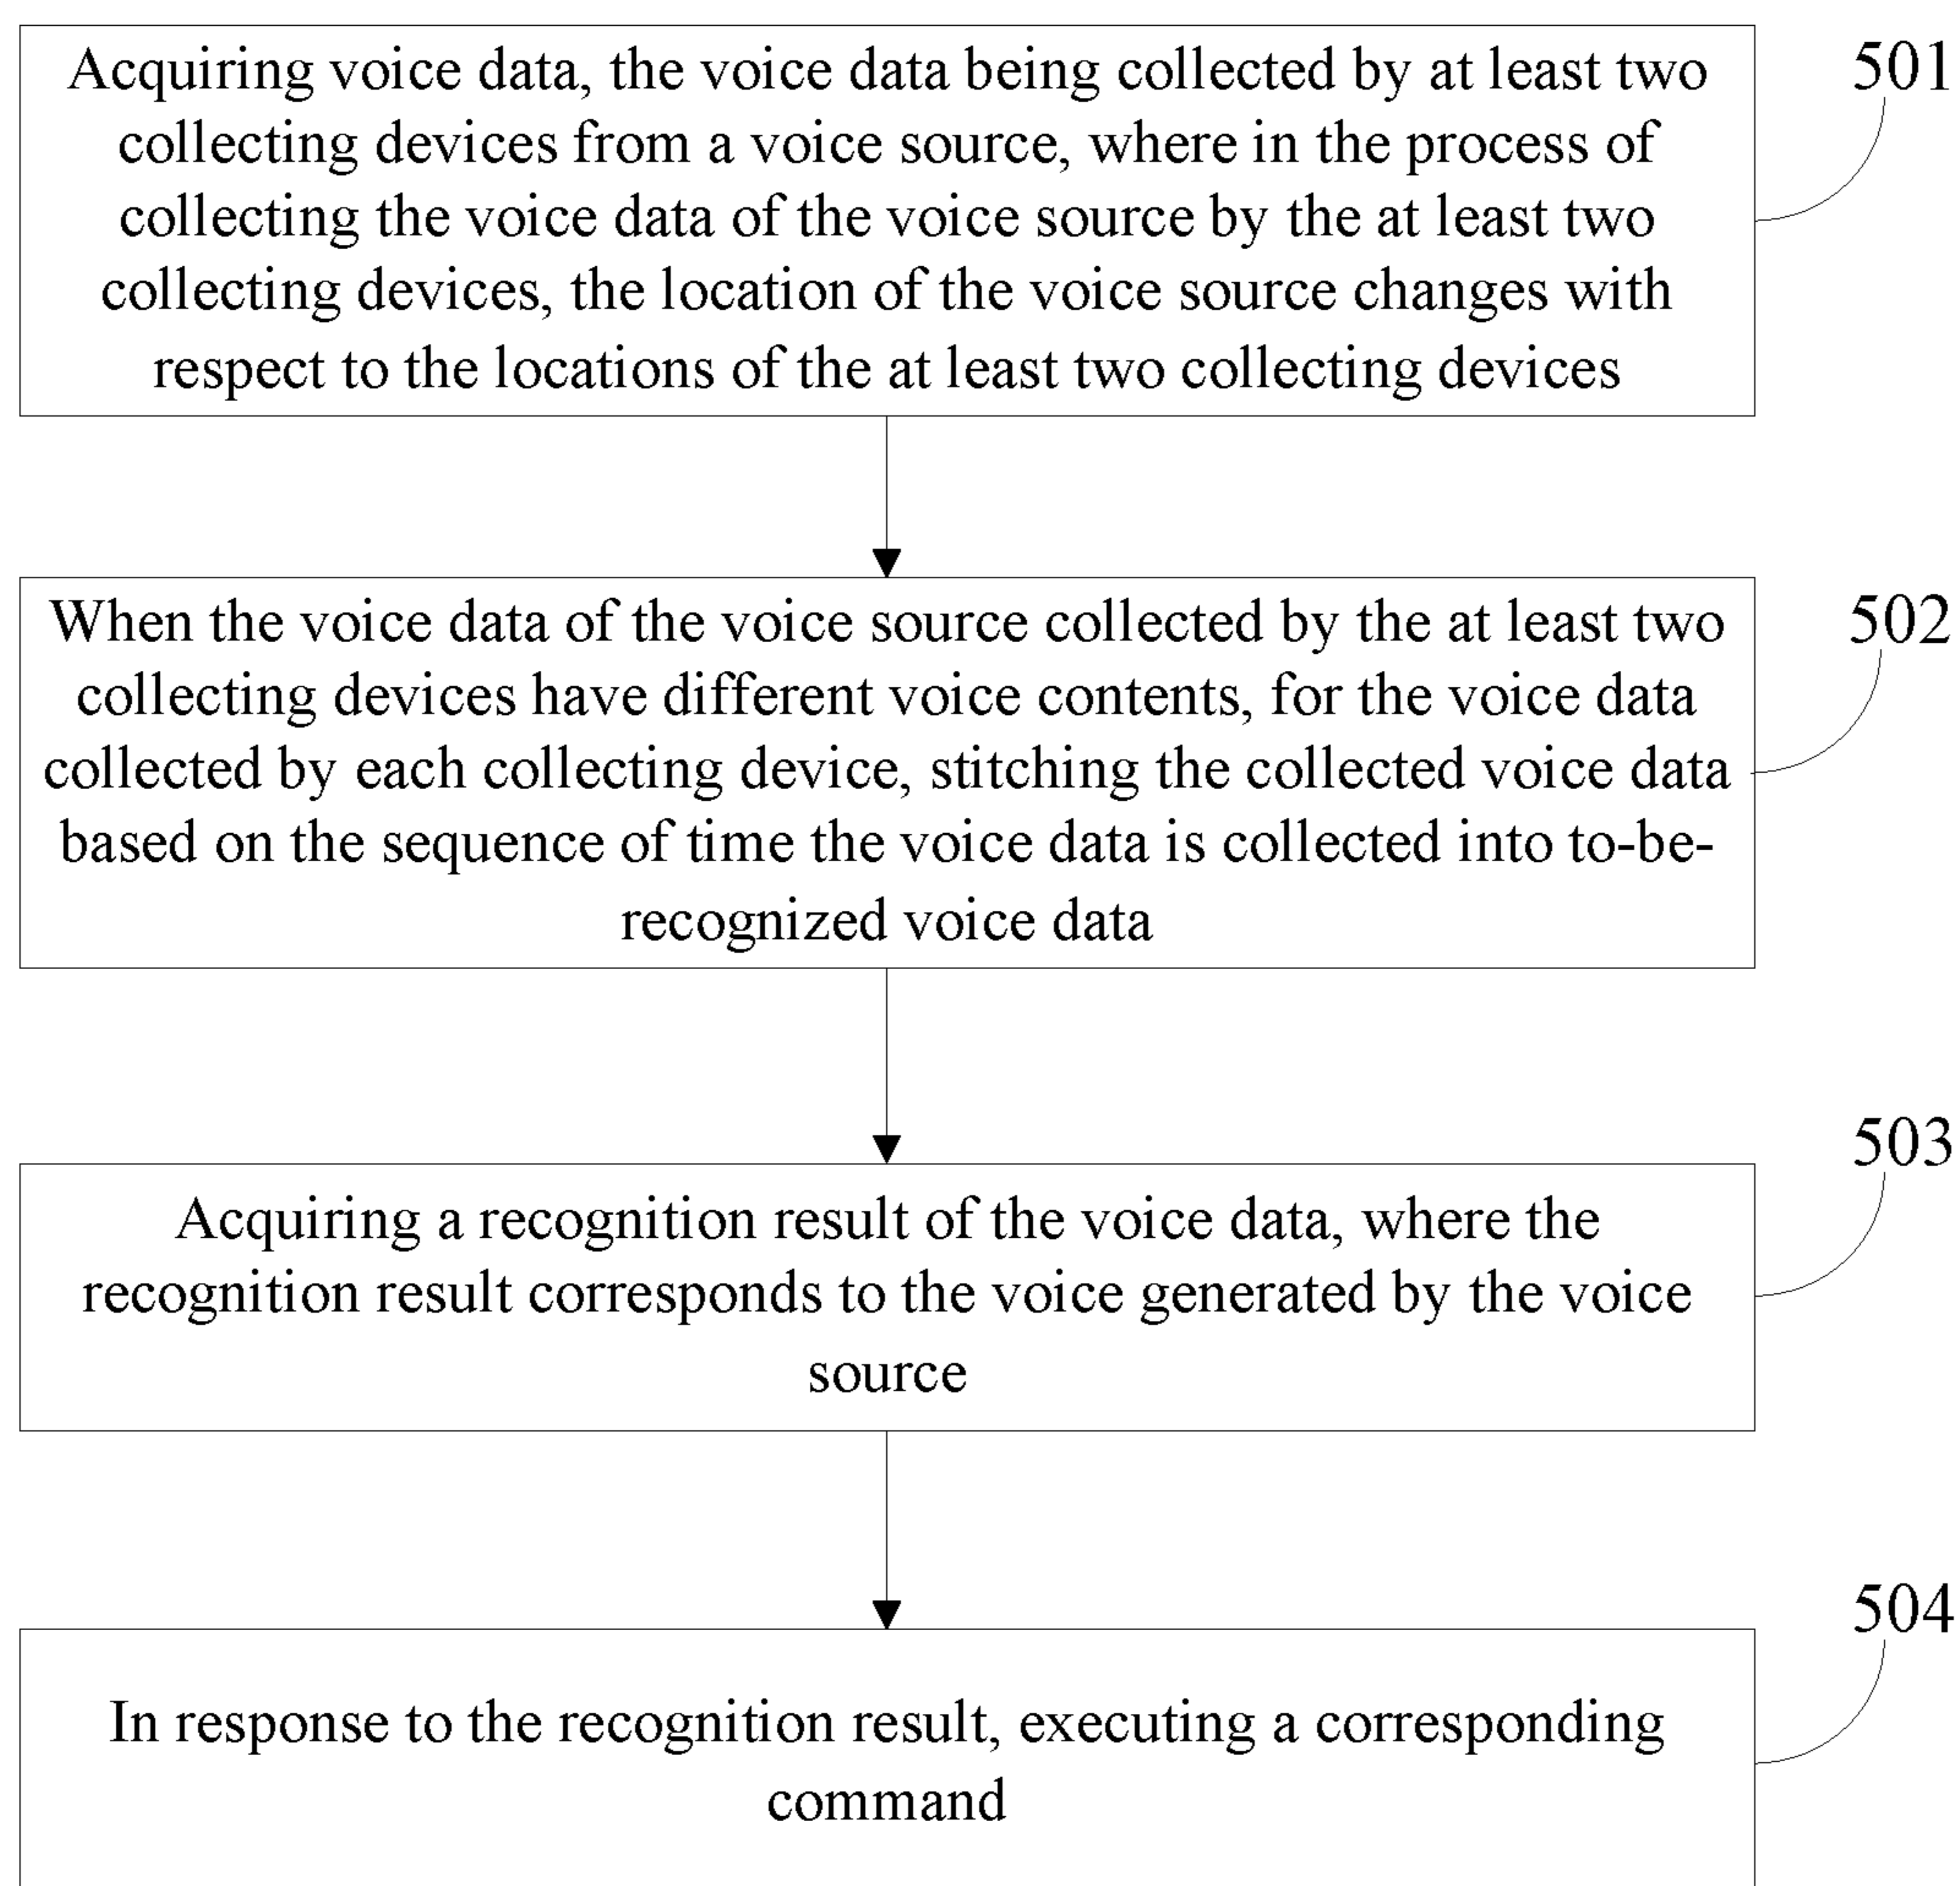 Acquiring voice data, the voice data being collected by at least two
collecting devices from a voice source, where in the process of
collecting the voice data of the voice source by the at least two
collecting devices, the location of the voice source changes with
respect to the locations of the at least two collecting devices
501
When the voice data of the voice source collected by the at least two
collecting devices have different voice contents, for the voice data
collected by each collecting device, stitching the collected voice data
based on the sequence of time the voice data is collected into to-be-
recognized voice data
502
Acquiring a recognition result of the voice data, where the
recognition result corresponds to the voice generated by the voice
source
503
In response to the recognition result, executing a corresponding
command
504